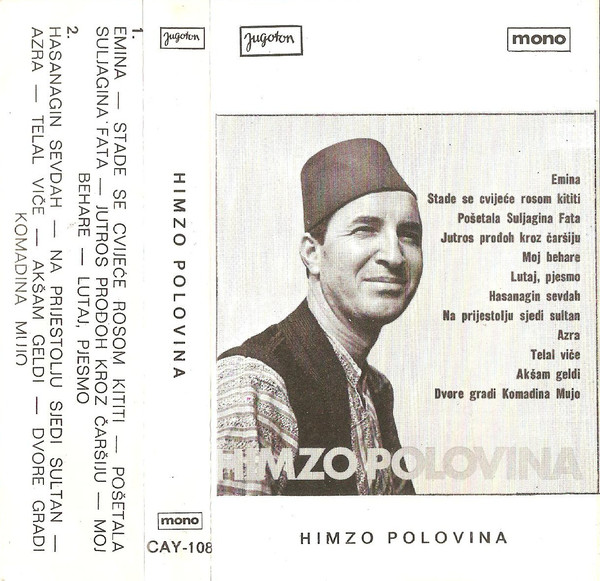 1.
EMINA — STADE SE CVIJEĆE ROSOM KITITI — POŠETALA
SULJAGINA FATA — JUTROS PROĐOH KROZ ČARŠIJU — MOJ
BEHARE — LUTAJ, PJESMO
2.
HASANAGIN SEVDAH — NA PRIJESTOLJU SJEDI SULTAN —
AZRA — TELAL VIČE — AKŠAM GELDI — DVORE GRADI
KOMADINA MUJO
Jugoton
HIMZO POLOVINA
mono
CAY-108
Jugoton
mono
Emina
Stade se cvijeće rosom kititi
Pošetala Suljagina Fata
Jutros prođoh kroz čaršiju
Moj behare
Lutaj, pjesmo
Hasanagin sevdah
Na prijestolju sjedi sultan
Azra
Telal viče
Akšam geldi
Dvore gradi Komadina Mujo
HIMZO POLOVINA
HIMZO POLOVINA